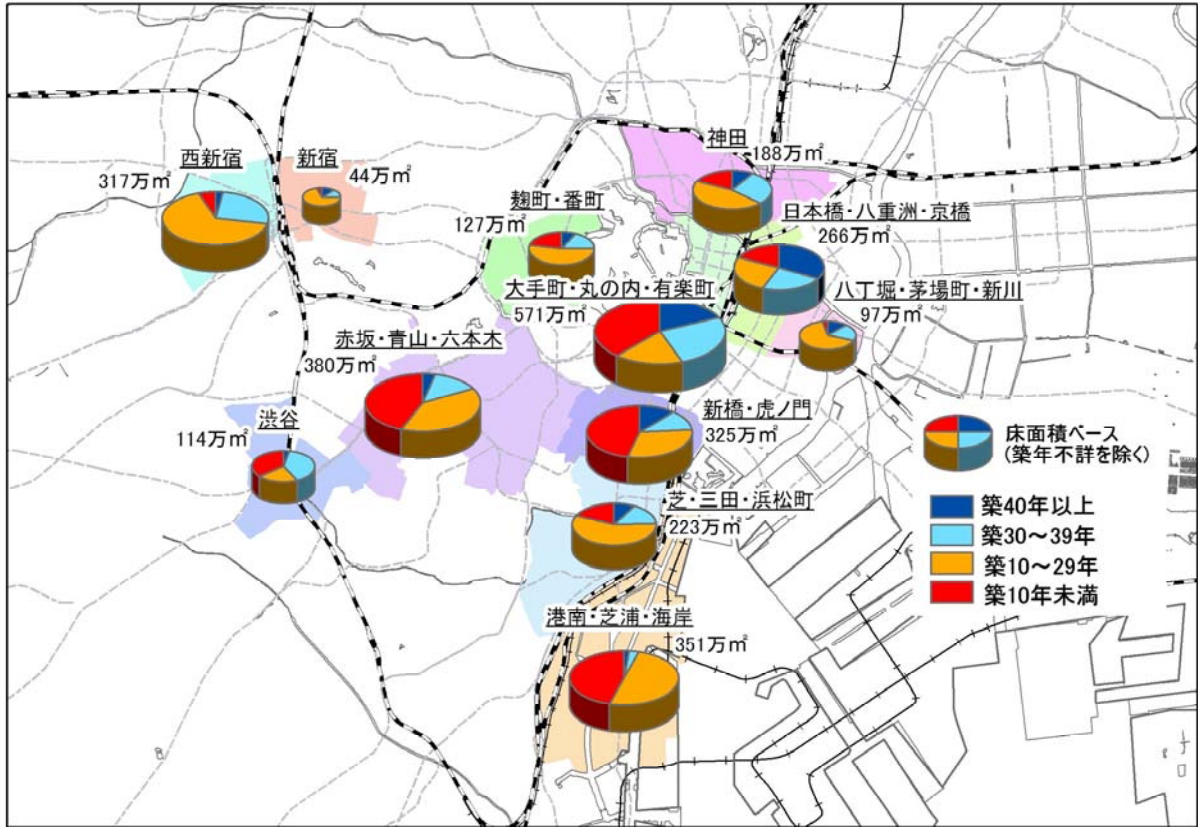 西新宿
317万㎡
新宿
44万㎡
神田
188万㎡
麹町・番町
127万㎡
日本橋・八重洲・京橋
266万㎡
大手町・丸の内・有楽町
571万㎡
八丁堀・茅場町・新川
97万㎡
赤坂・青山・六本木
380万㎡
新橋・虎ノ門
325万㎡
渋谷
114万㎡
芝・三田・浜松町
223万㎡
港南・芝浦・海岸
351万㎡
床面積ベース
(築年不詳を除く)
築40年以上
築30～39年
築10～29年
築10年未満